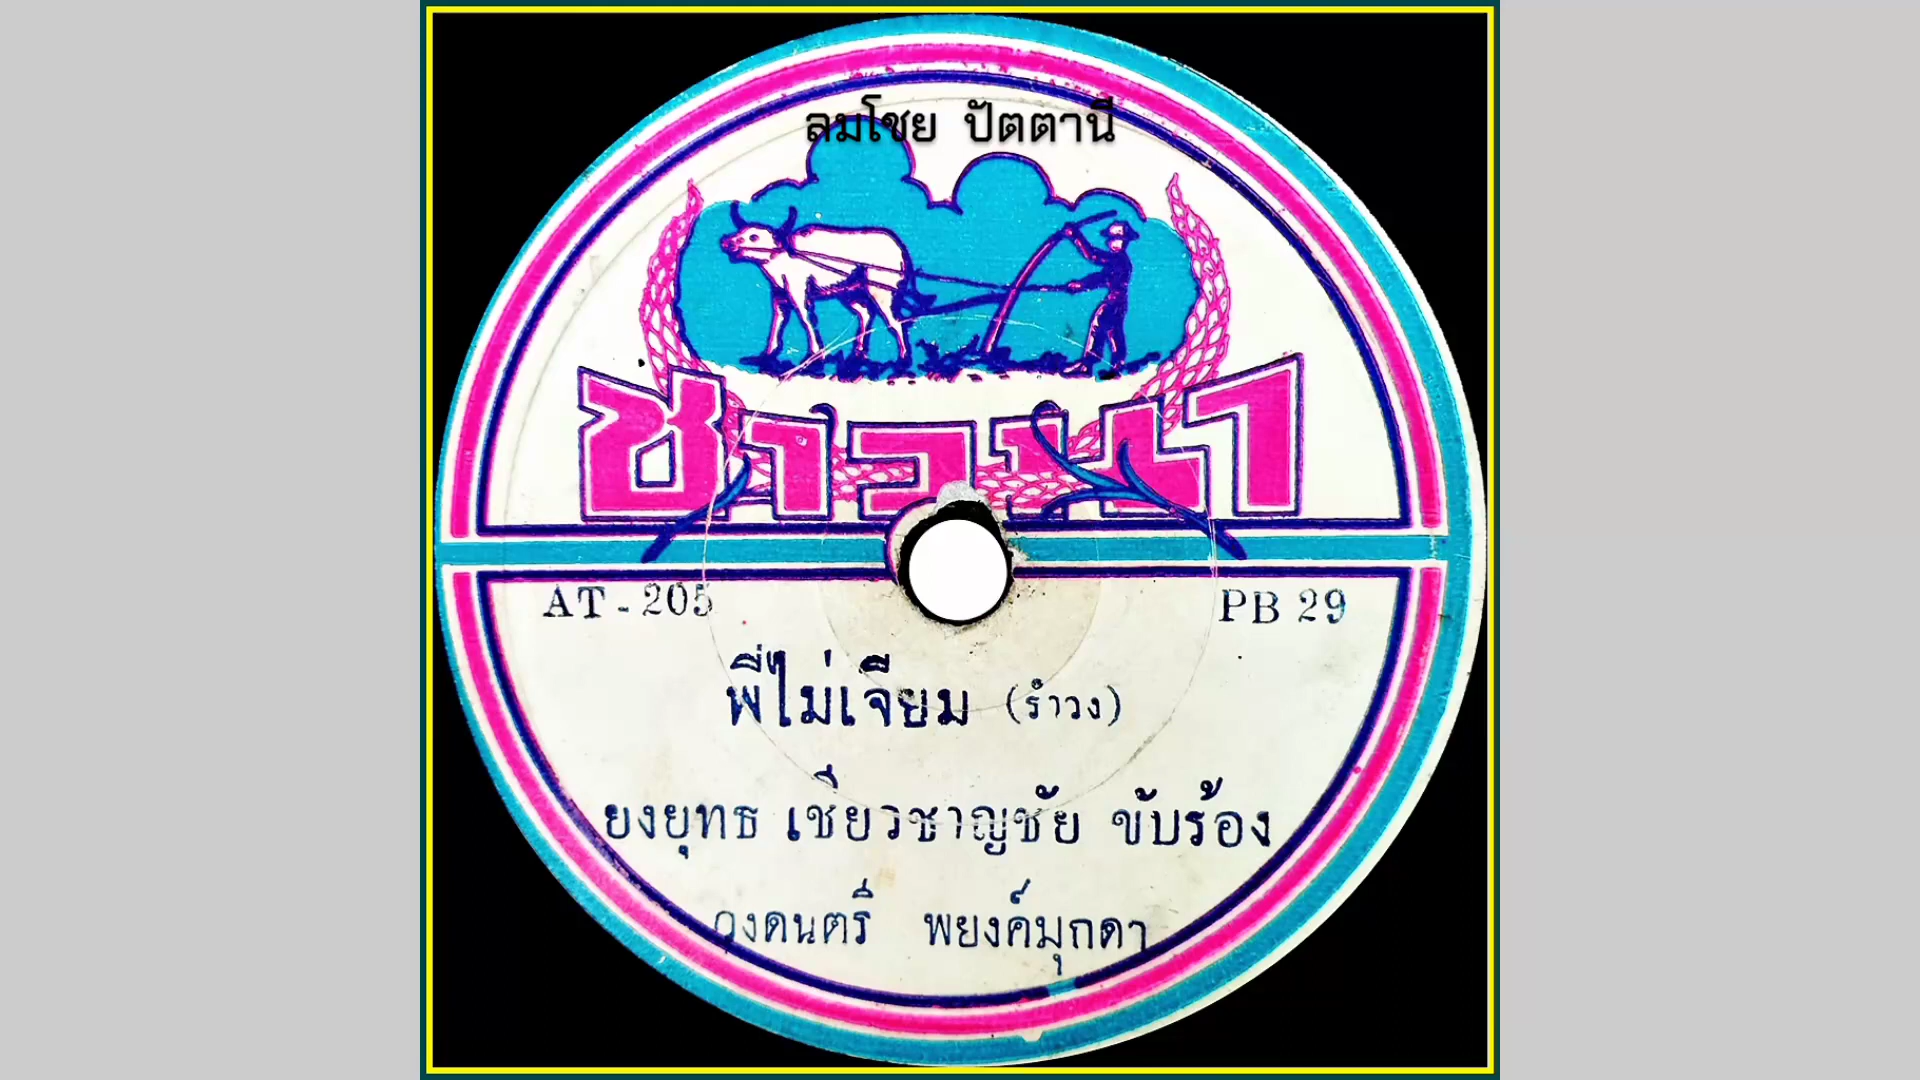 ลมโชย ปัตตานี
ชาวนา
AT - 205 PB 29
พี่ไม่เจียม (รำวง)
ยงยุทธ เชี่ยวชาญชัย ขับร้อง
วงดนตรี พยงค์มุกดา